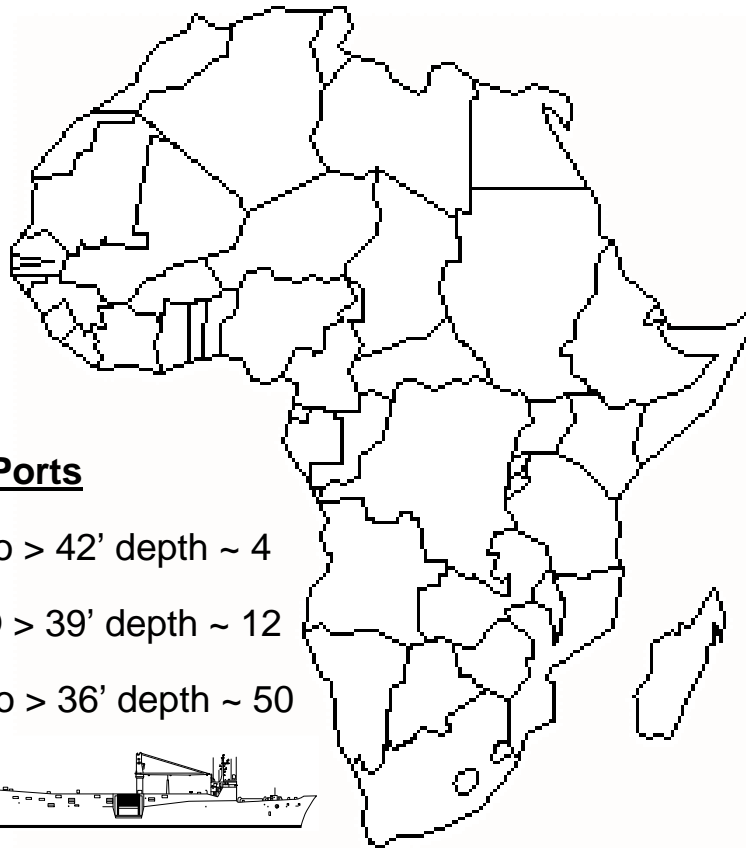 Ports
o > 42’ depth ~ 4
> 39’ depth ~ 12
o > 36’ depth ~ 50